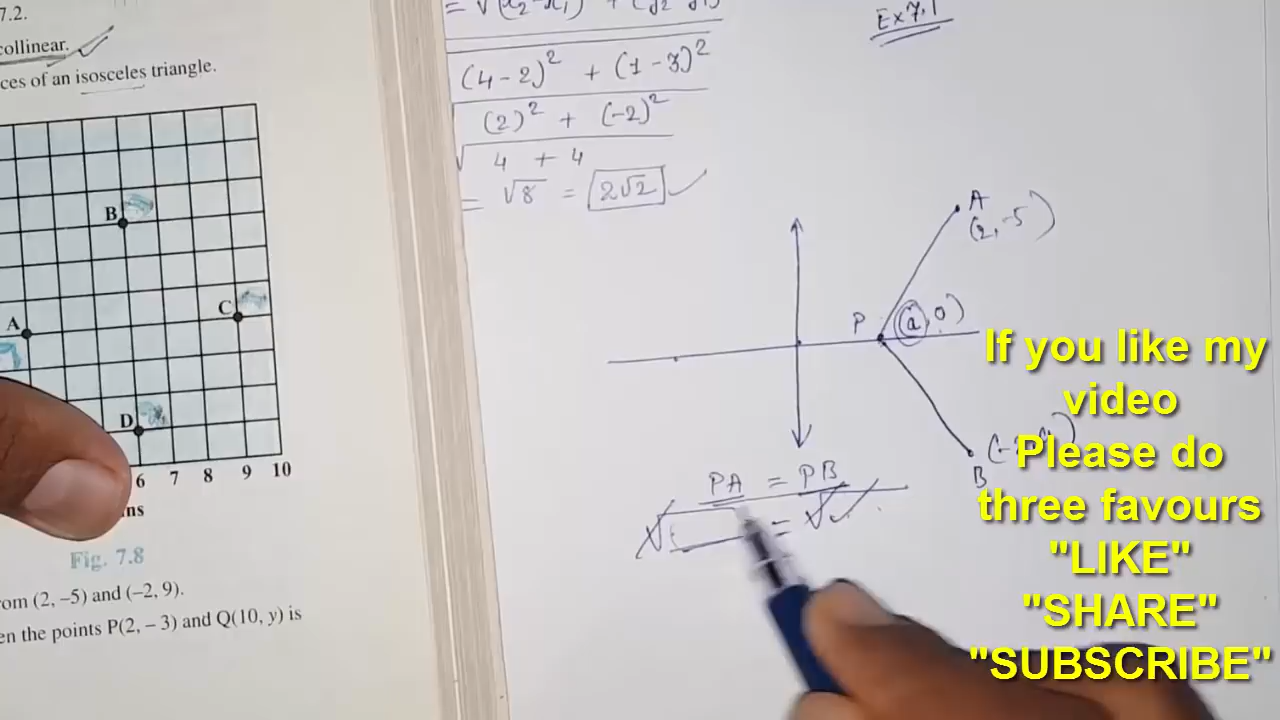 7.2.
collinear.
ces of an isosceles triangle.
B
A
C
D
6 7 8 9 10
ns
Fig. 7.8
om (2, –5) and (–2, 9).
en the points P(2, – 3) and Q(10, y) is
Ex 7.1
(4-2)² + (1-3)²
(2)² + (-2)²
√ 4 + 4
= √8 = 2√2
A
(2, -5)
P (a, 0)
B
PA = PB
√ = √
If you like my
video
Please do
three favours
"LIKE"
"SHARE"
"SUBSCRIBE"